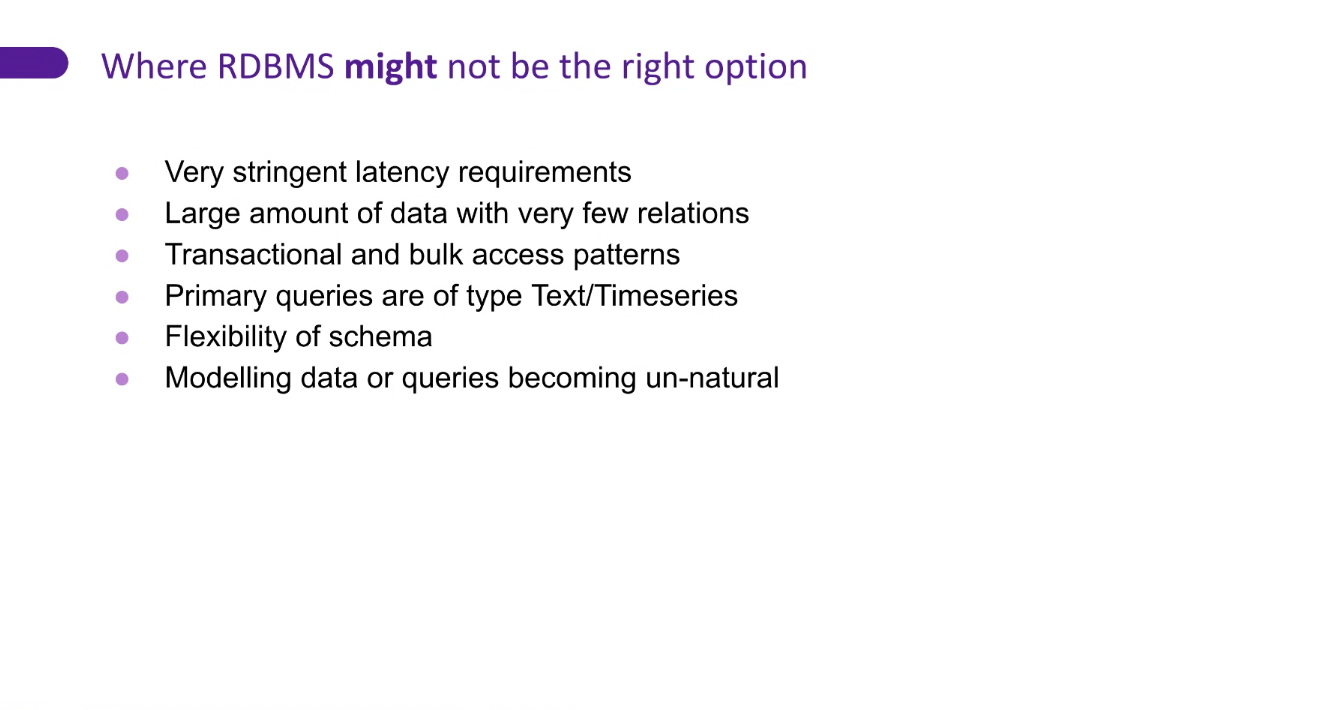 Where RDBMS might not be the right option
● Very stringent latency requirements
● Large amount of data with very few relations
● Transactional and bulk access patterns
● Primary queries are of type Text/Timeseries
● Flexibility of schema
● Modelling data or queries becoming un-natural